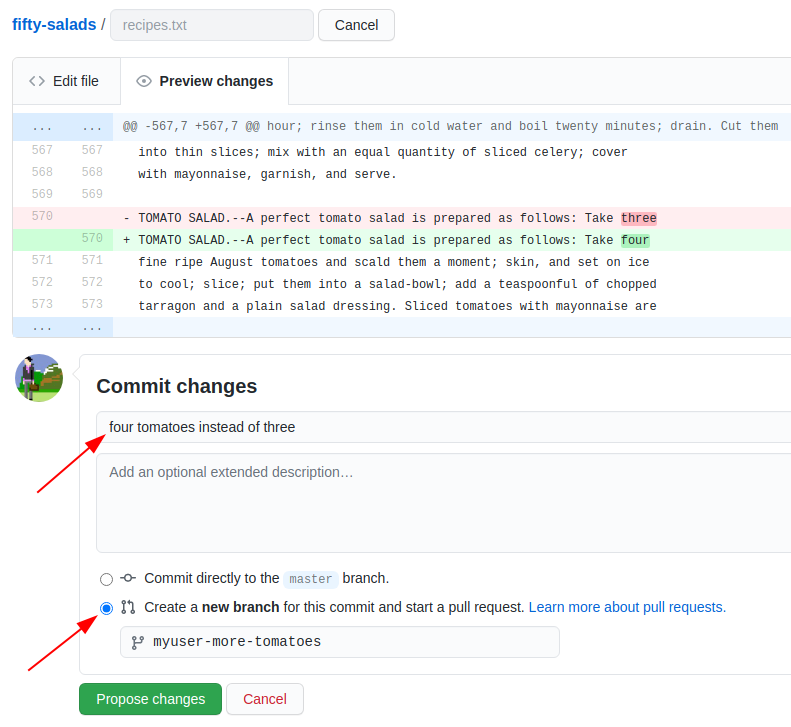 fifty-salads / recipes.txt Cancel
Edit file Preview changes
... ... @@ -567,7 +567,7 @@ hour; rinse them in cold water and boil twenty minutes; drain. Cut them
567 567 into thin slices; mix with an equal quantity of sliced celery; cover
568 568 with mayonnaise, garnish, and serve.
569 569
570 - TOMATO SALAD.--A perfect tomato salad is prepared as follows: Take three
570 + TOMATO SALAD.--A perfect tomato salad is prepared as follows: Take four
571 571 fine ripe August tomatoes and scald them a moment; skin, and set on ice
572 572 to cool; slice; put them into a salad-bowl; add a teaspoonful of chopped
573 573 tarragon and a plain salad dressing. Sliced tomatoes with mayonnaise are
... ...
Commit changes
four tomatoes instead of three
Add an optional extended description…
Commit directly to the master branch.
Create a new branch for this commit and start a pull request. Learn more about pull requests.
myuser-more-tomatoes
Propose changes Cancel